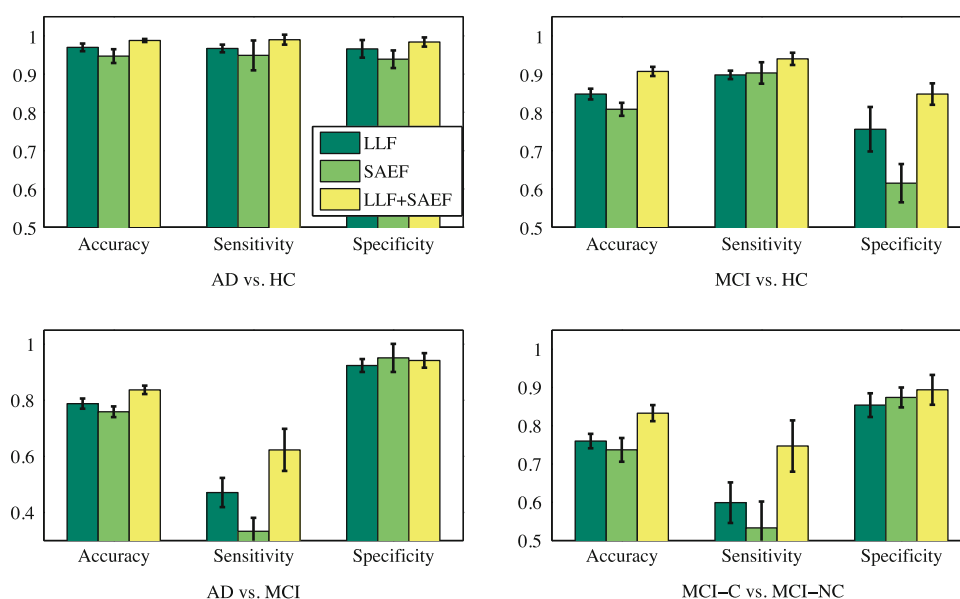 1
0.9
0.8
0.7
0.6
0.5
LLF
SAEF
LLF+SAEF
Accuracy Sensitivity Specificity
AD vs. HC
1
0.9
0.8
0.7
0.6
0.5
Accuracy Sensitivity Specificity
MCI vs. HC
1
0.8
0.6
0.4
Accuracy Sensitivity Specificity
AD vs. MCI
1
0.9
0.8
0.7
0.6
0.5
Accuracy Sensitivity Specificity
MCI−C vs. MCI−NC